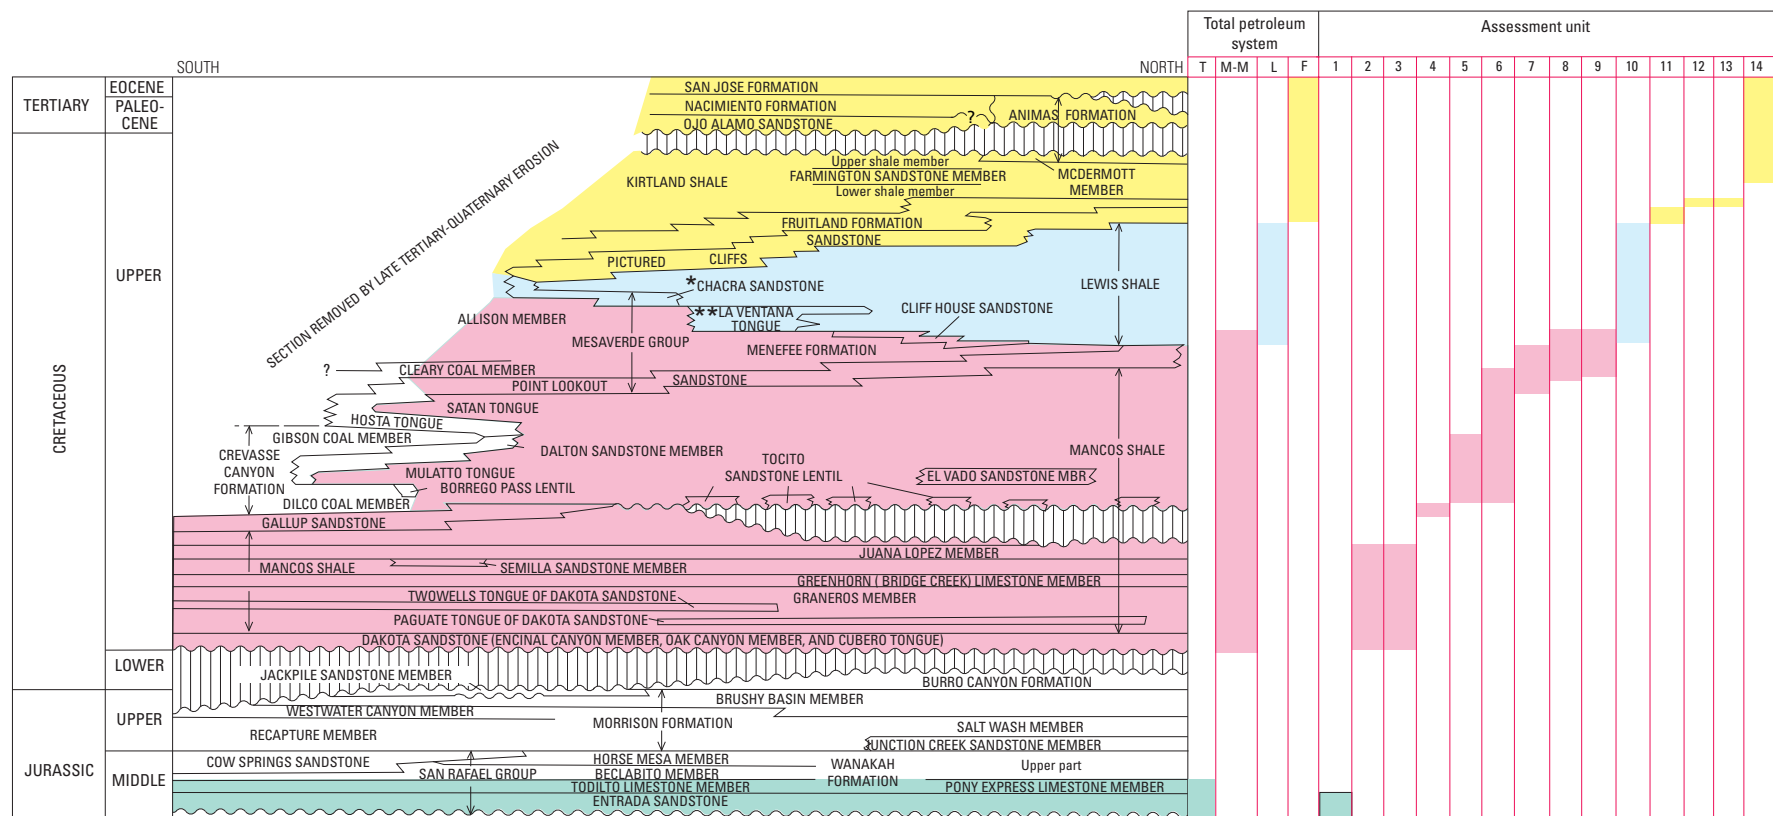 Total petroleum
system
Assessment unit
SOUTH
NORTH
T
M-M
L
F
1
2
3
4
5
6
7
8
9
10
11
12
13
14
TERTIARY
EOCENE
PALEO-
CENE
CRETACEOUS
UPPER
LOWER
JURASSIC
UPPER
MIDDLE
SECTION REMOVED BY LATE TERTIARY-QUATERNARY EROSION
SAN JOSE FORMATION
NACIMIENTO FORMATION
?
ANIMAS FORMATION
OJO ALAMO SANDSTONE
Upper shale member
KIRTLAND SHALE
FARMINGTON SANDSTONE MEMBER
MCDERMOTT
MEMBER
Lower shale member
FRUITLAND FORMATION
SANDSTONE
CLIFFS
PICTURED
*CHACRA SANDSTONE
LEWIS SHALE
**LA VENTANA
TONGUE
CLIFF HOUSE SANDSTONE
ALLISON MEMBER
MESAVERDE GROUP
MENEFEE FORMATION
?
CLEARY COAL MEMBER
POINT LOOKOUT
SANDSTONE
SATAN TONGUE
HOSTA TONGUE
GIBSON COAL MEMBER
CREVASSE
CANYON
FORMATION
DALTON SANDSTONE MEMBER
MANCOS SHALE
MULATTO TONGUE
TOCITO
SANDSTONE LENTIL
EL VADO SANDSTONE MBR
BORREGO PASS LENTIL
DILCO COAL MEMBER
GALLUP SANDSTONE
JUANA LOPEZ MEMBER
MANCOS SHALE
SEMILLA SANDSTONE MEMBER
GREENHORN ( BRIDGE CREEK) LIMESTONE MEMBER
TWOWELLS TONGUE OF DAKOTA SANDSTONE
GRANEROS MEMBER
PAGUATE TONGUE OF DAKOTA SANDSTONE
DAKOTA SANDSTONE (ENCINAL CANYON MEMBER, OAK CANYON MEMBER, AND CUBERO TONGUE)
JACKPILE SANDSTONE MEMBER
BURRO CANYON FORMATION
BRUSHY BASIN MEMBER
WESTWATER CANYON MEMBER
MORRISON FORMATION
SALT WASH MEMBER
RECAPTURE MEMBER
JUNCTION CREEK SANDSTONE MEMBER
COW SPRINGS SANDSTONE
HORSE MESA MEMBER
WANAKAH
FORMATION
Upper part
SAN RAFAEL GROUP
BECLABITO MEMBER
TODILTO LIMESTONE MEMBER
PONY EXPRESS LIMESTONE MEMBER
ENTRADA SANDSTONE